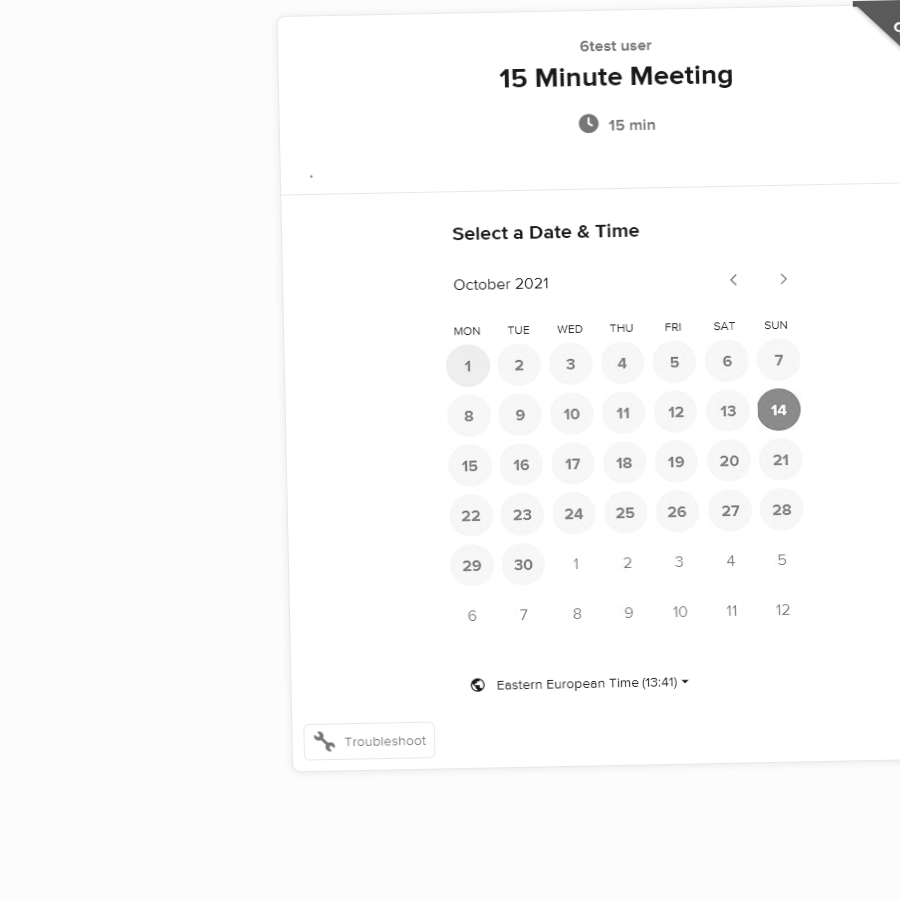 6test user
15 Minute Meeting
15 min
.
Select a Date & Time
October 2021
MON TUE WED THU FRI SAT SUN
1 2 3 4 5 6 7
8 9 10 11 12 13 14
15 16 17 18 19 20 21
22 23 24 25 26 27 28
29 30 1 2 3 4 5
6 7 8 9 10 11 12
Eastern European Time (13:41)
Troubleshoot